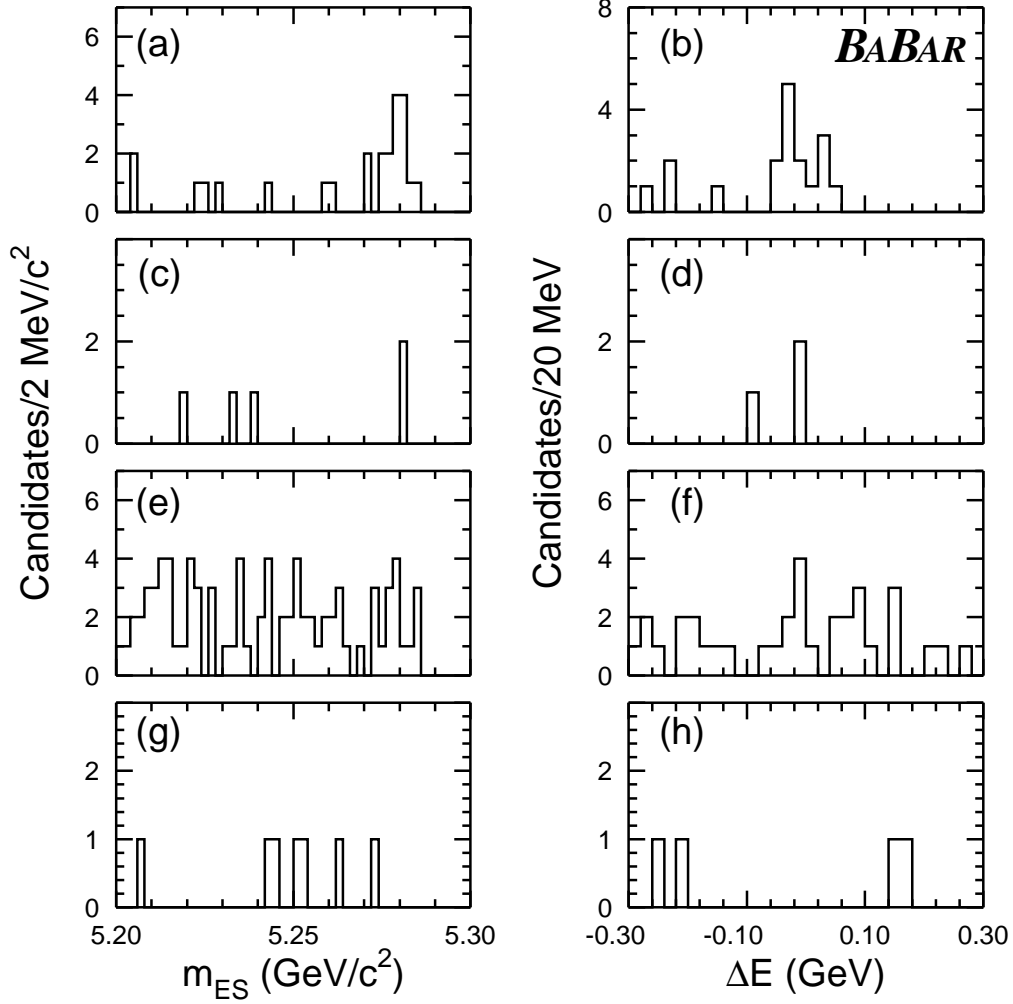 Candidates/2 MeV/c²
Candidates/20 MeV
(a)
6
4
2
0
(b)
BABAR
8
4
0
(c)
2
0
(d)
2
0
(e)
6
4
2
0
(f)
6
4
2
0
(g)
2
1
0
(h)
2
1
0
5.20 5.25 5.30
-0.30 -0.10 0.10 0.30
m_ES (GeV/c²)
ΔE (GeV)